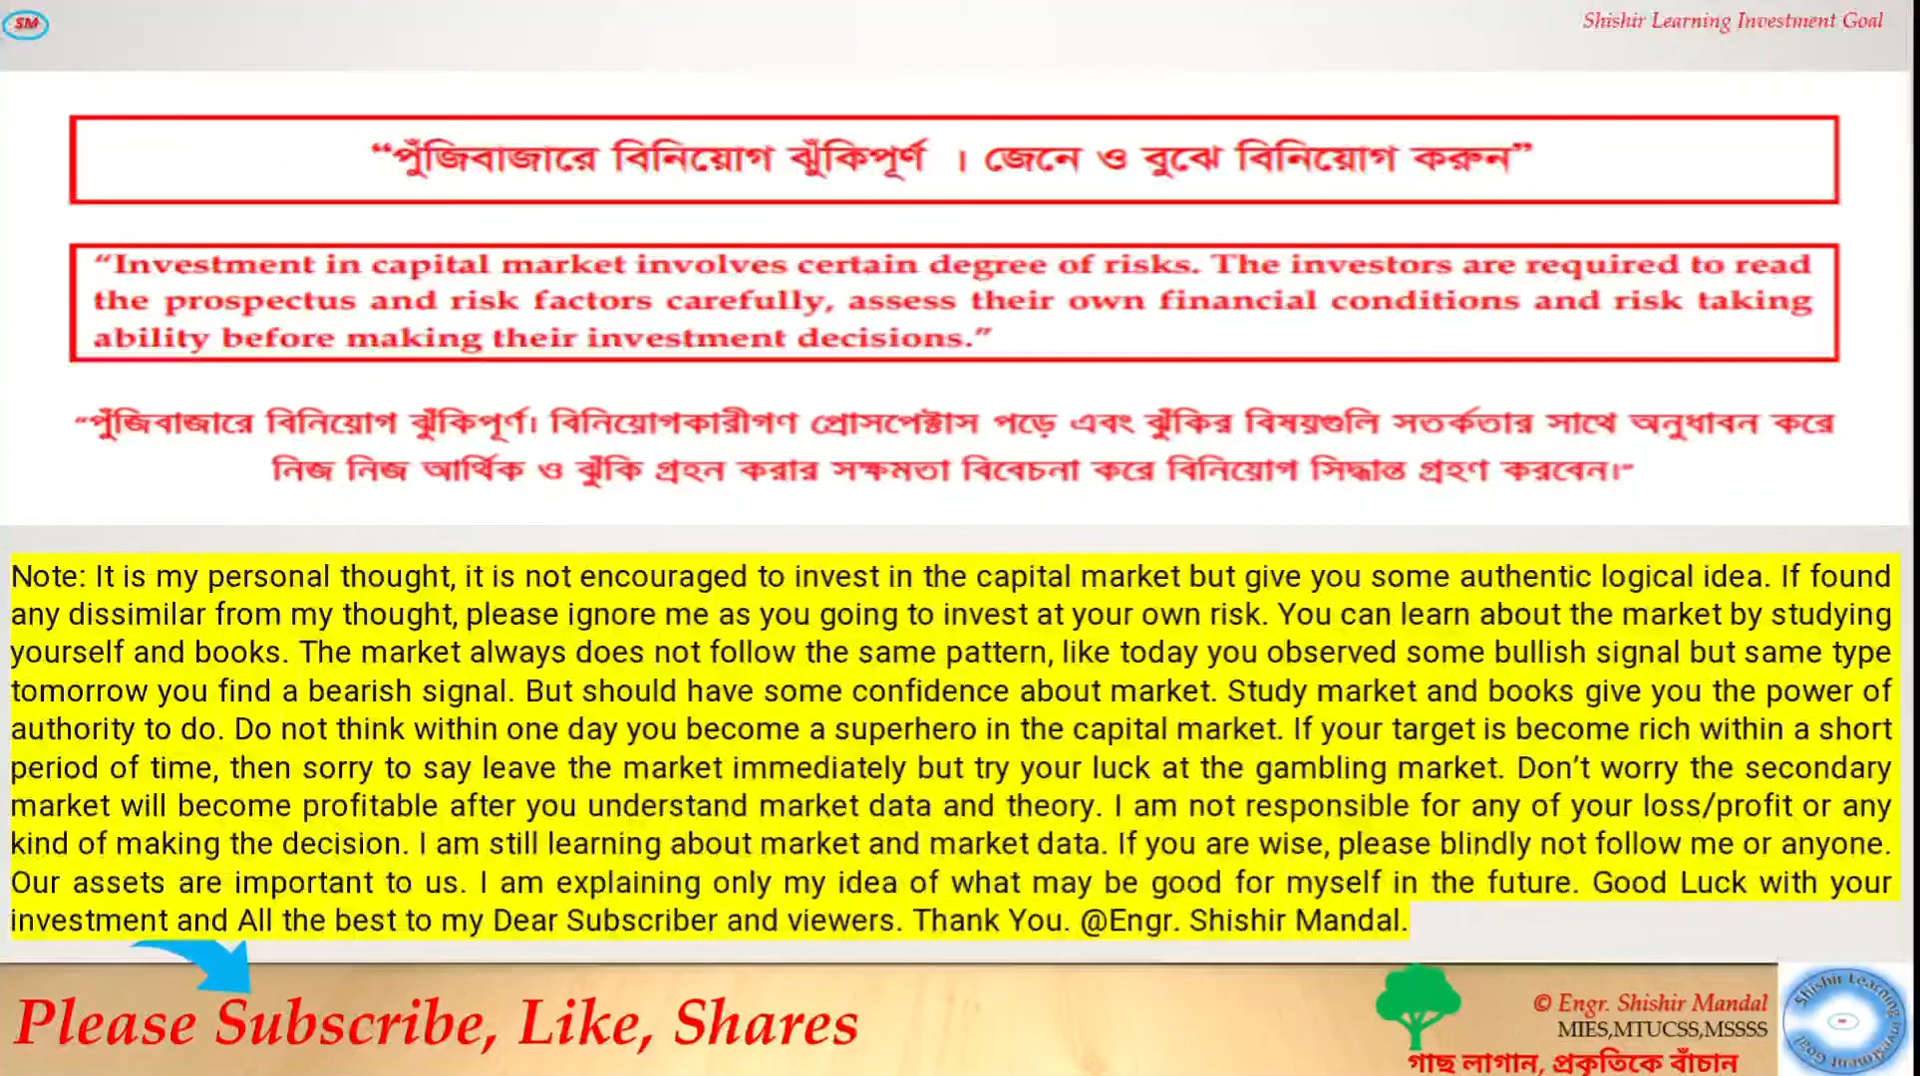 SM
Shishir Learning Investment Goal
“পুঁজিবাজারে বিনিয়োগ ঝুঁকিপূর্ণ । জেনে ও বুঝে বিনিয়োগ করুন”
“Investment in capital market involves certain degree of risks. The investors are required to read
the prospectus and risk factors carefully, assess their own financial conditions and risk taking
ability before making their investment decisions.”
“পুঁজিবাজারে বিনিয়োগ ঝুঁকিপূর্ণ। বিনিয়োগকারীগণ প্রোসপেক্টাস পড়ে এবং ঝুঁকির বিষয়গুলি সতর্কতার সাথে অনুধাবন করে
নিজ নিজ আর্থিক ও ঝুঁকি গ্রহন করার সক্ষমতা বিবেচনা করে বিনিয়োগ সিদ্ধান্ত গ্রহণ করবেন।”
Note: It is my personal thought, it is not encouraged to invest in the capital market but give you some authentic logical idea. If found
any dissimilar from my thought, please ignore me as you going to invest at your own risk. You can learn about the market by studying
yourself and books. The market always does not follow the same pattern, like today you observed some bullish signal but same type
tomorrow you find a bearish signal. But should have some confidence about market. Study market and books give you the power of
authority to do. Do not think within one day you become a superhero in the capital market. If your target is become rich within a short
period of time, then sorry to say leave the market immediately but try your luck at the gambling market. Don’t worry the secondary
market will become profitable after you understand market data and theory. I am not responsible for any of your loss/profit or any
kind of making the decision. I am still learning about market and market data. If you are wise, please blindly not follow me or anyone.
Our assets are important to us. I am explaining only my idea of what may be good for myself in the future. Good Luck with your
investment and All the best to my Dear Subscriber and viewers. Thank You. @Engr. Shishir Mandal.
Please Subscribe, Like, Shares
© Engr. Shishir Mandal
MIES,MTUCSS,MSSSS
গাছ লাগান, প্রকৃতিকে বাঁচান
Shishir Learning Investment Goal